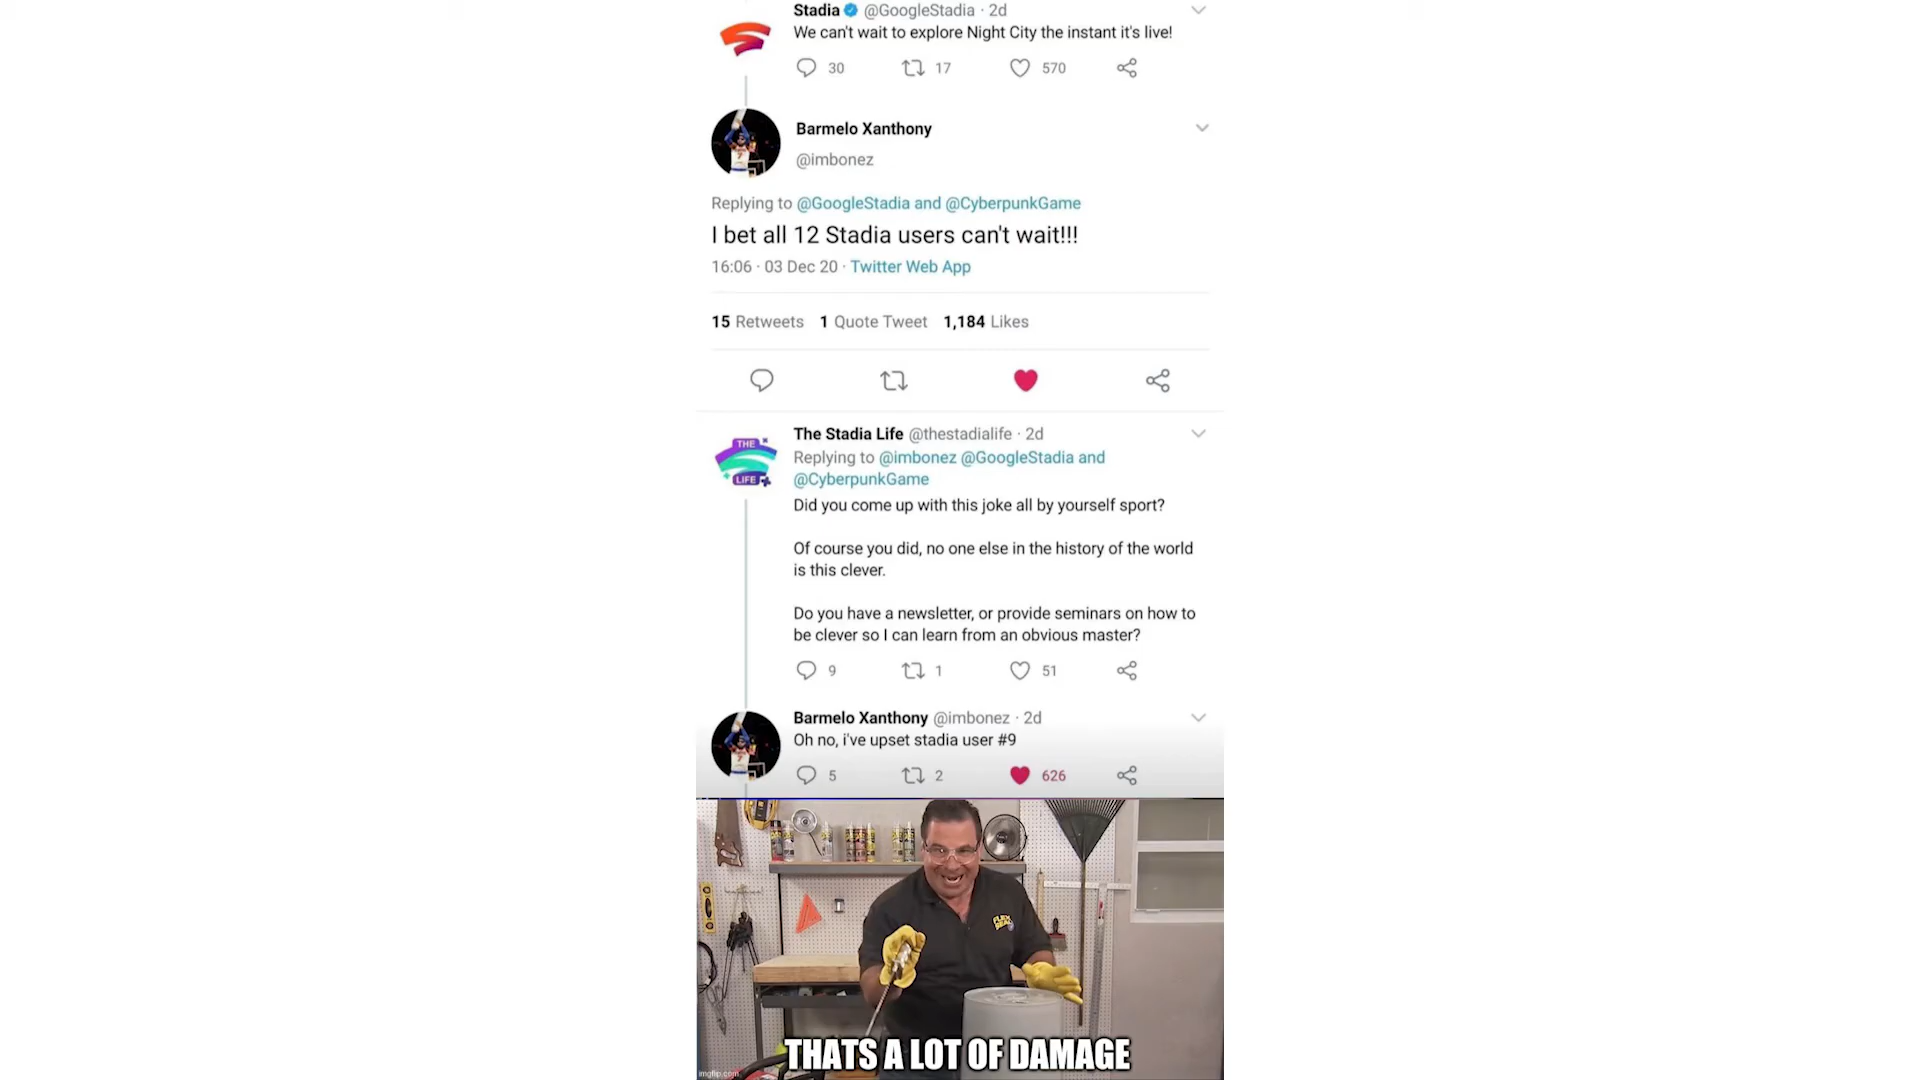 Stadia @GoogleStadia · 2d
We can't wait to explore Night City the instant it's live!
30 17 570
Barmelo Xanthony
@imbonez
Replying to @GoogleStadia and @CyberpunkGame
I bet all 12 Stadia users can't wait!!!
16:06 · 03 Dec 20 · Twitter Web App
15 Retweets 1 Quote Tweet 1,184 Likes
THE
LIFE
The Stadia Life @thestadialife · 2d
Replying to @imbonez @GoogleStadia and
@CyberpunkGame
Did you come up with this joke all by yourself sport?
Of course you did, no one else in the history of the world
is this clever.
Do you have a newsletter, or provide seminars on how to
be clever so I can learn from an obvious master?
9 1 51
Barmelo Xanthony @imbonez · 2d
Oh no, i've upset stadia user #9
5 2 626
FLEX
SEAL
THATS A LOT OF DAMAGE
imgflip.com